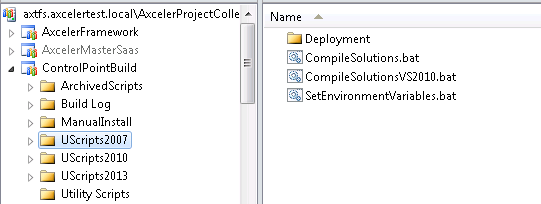 axtfs.axcelertest.local\AxcelerProjectColle
AxcelerFramework
AxcelerMasterSaas
ControlPointBuild
ArchivedScripts
Build Log
ManualInstall
UScripts2007
UScripts2010
UScripts2013
Utility Scripts
Name
Deployment
CompileSolutions.bat
CompileSolutionsVS2010.bat
SetEnvironmentVariables.bat